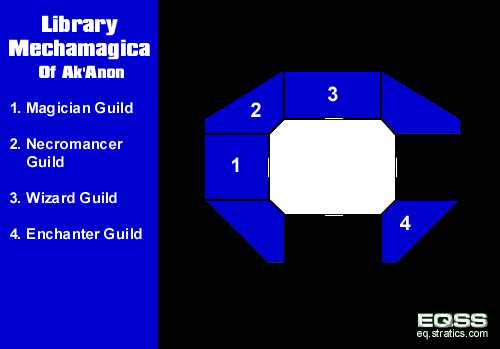 Library
Mechamagica
Of Ak'Anon
1. Magician Guild
2. Necromancer
Guild
3. Wizard Guild
4. Enchanter Guild
3
2
1
4
EQSS
eq.stratics.com